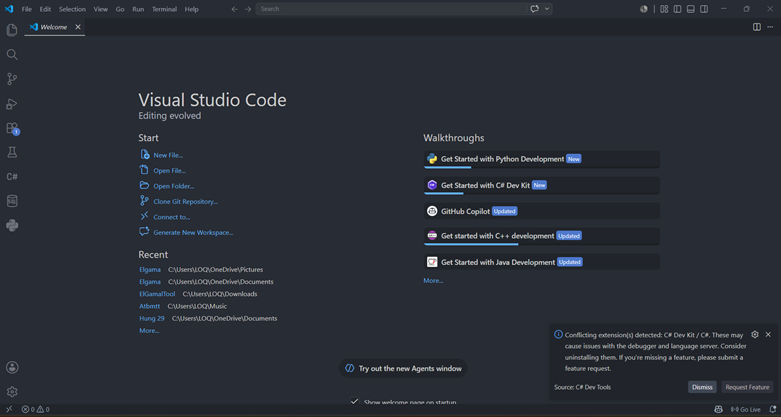 File Edit Selection View Go Run Terminal Help
Search
Welcome
Visual Studio Code
Editing evolved
Start
New File...
Open File...
Open Folder...
Clone Git Repository...
Connect to...
Generate New Workspace...
Recent
Elgama C:\Users\LOQ\OneDrive\Pictures
Elgama C:\Users\LOQ\OneDrive\Documents
ElGamalTool C:\Users\LOQ\Downloads
Atbmtt C:\Users\LOQ\Music
Hung 29 C:\Users\LOQ\OneDrive\Documents
More...
Walkthroughs
Get Started with Python Development New
Get Started with C# Dev Kit New
GitHub Copilot Updated
Get started with C++ development Updated
Get Started with Java Development Updated
More...
C#
1
Try out the new Agents window
Show welcome page on startup
Conflicting extension(s) detected: C# Dev Kit / C#. These may
cause issues with the debugger and language server. Consider
uninstalling them. If you're missing a feature, please submit a
feature request.
Source: C# Dev Tools
Dismiss Request Feature
0 0
Go Live